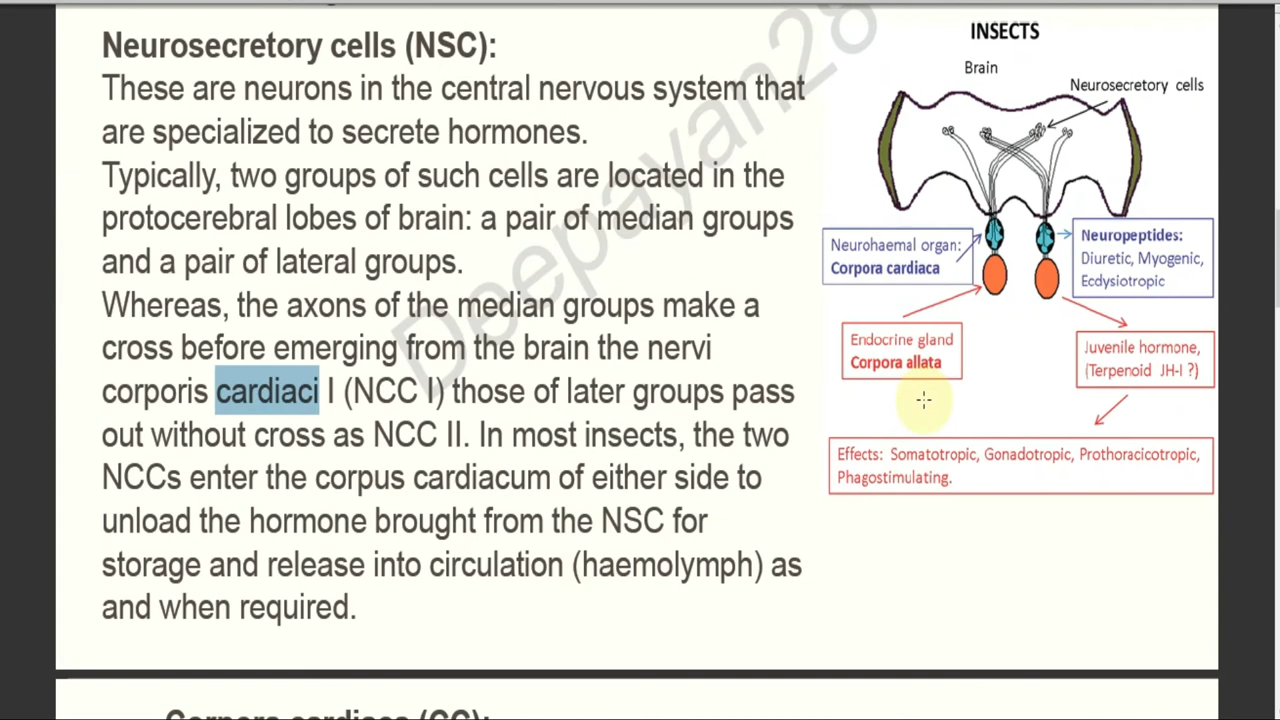 Neurosecretory cells (NSC):
These are neurons in the central nervous system that
are specialized to secrete hormones.
Typically, two groups of such cells are located in the
protocerebral lobes of brain: a pair of median groups
and a pair of lateral groups.
Whereas, the axons of the median groups make a
cross before emerging from the brain the nervi
corporis cardiaci I (NCC I) those of later groups pass
out without cross as NCC II. In most insects, the two
NCCs enter the corpus cardiacum of either side to
unload the hormone brought from the NSC for
storage and release into circulation (haemolymph) as
and when required.
INSECTS
Brain
Neurosecretory cells
Neurohaemal organ:
Corpora cardiaca
Neuropeptides:
Diuretic, Myogenic,
Ecdysiotropic
Endocrine gland
Corpora allata
Juvenile hormone,
(Terpenoid JH-I ?)
Effects: Somatotropic, Gonadotropic, Prothoracicotropic,
Phagostimulating.
Deepayan28
Corpora cardiaca (CC):